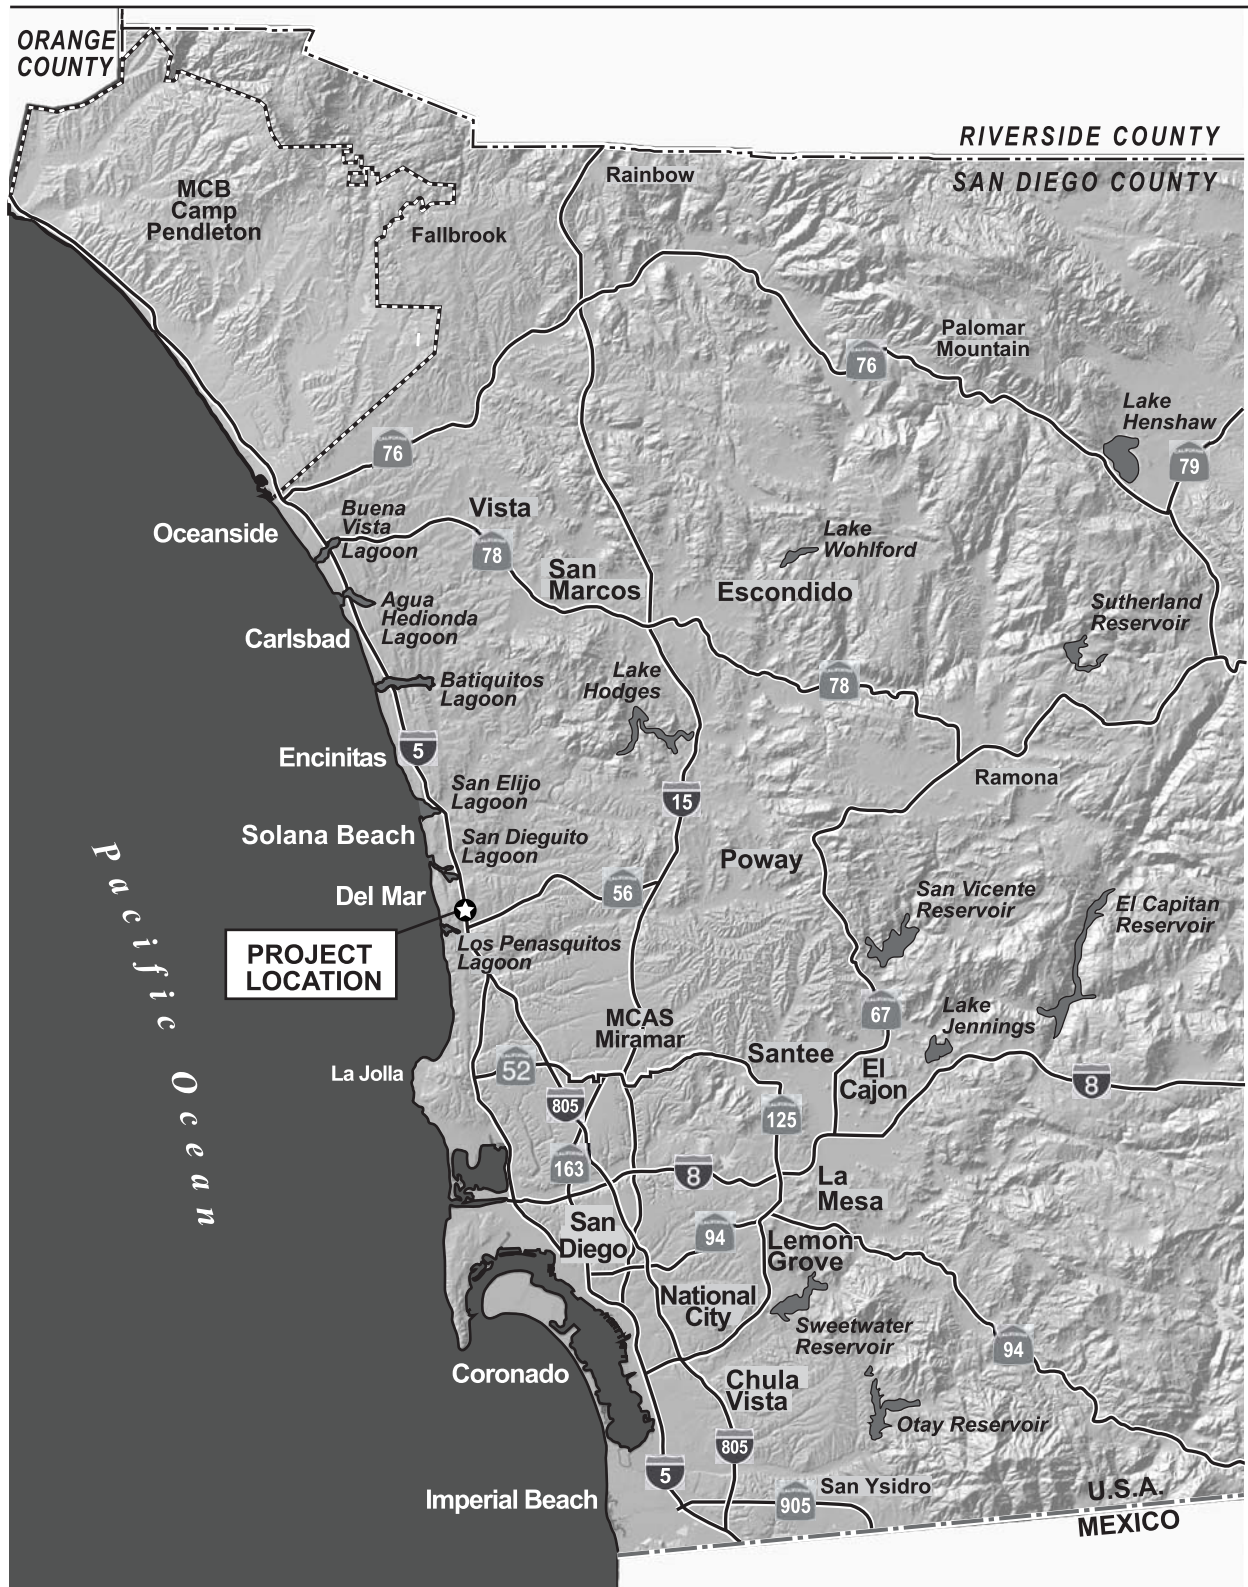 ORANGE
COUNTY
RIVERSIDE COUNTY
SAN DIEGO COUNTY
Rainbow
MCB
Camp
Pendleton
Fallbrook
Palomar
Mountain
76
Lake
Henshaw
76
79
Buena
Vista
Lagoon
Vista
Oceanside
78
Lake
Wohlford
San
Marcos
Escondido
Agua
Hedionda
Lagoon
Sutherland
Reservoir
Carlsbad
Batiquitos
Lagoon
Lake
Hodges
78
5
Encinitas
Ramona
San Elijo
Lagoon
15
Solana Beach
San Dieguito
Lagoon
Poway
Del Mar
56
San Vicente
Reservoir
El Capitan
Reservoir
PROJECT
LOCATION
Los Penasquitos
Lagoon
Pacific Ocean
MCAS
Miramar
67
Lake
Jennings
La Jolla
52
Santee
El
Cajon
8
805
125
163
8
La
Mesa
San
Diego
94
Lemon
Grove
National
City
Sweetwater
Reservoir
94
Coronado
Chula
Vista
Otay Reservoir
805
5
Imperial Beach
905
San Ysidro
U.S.A.
MEXICO